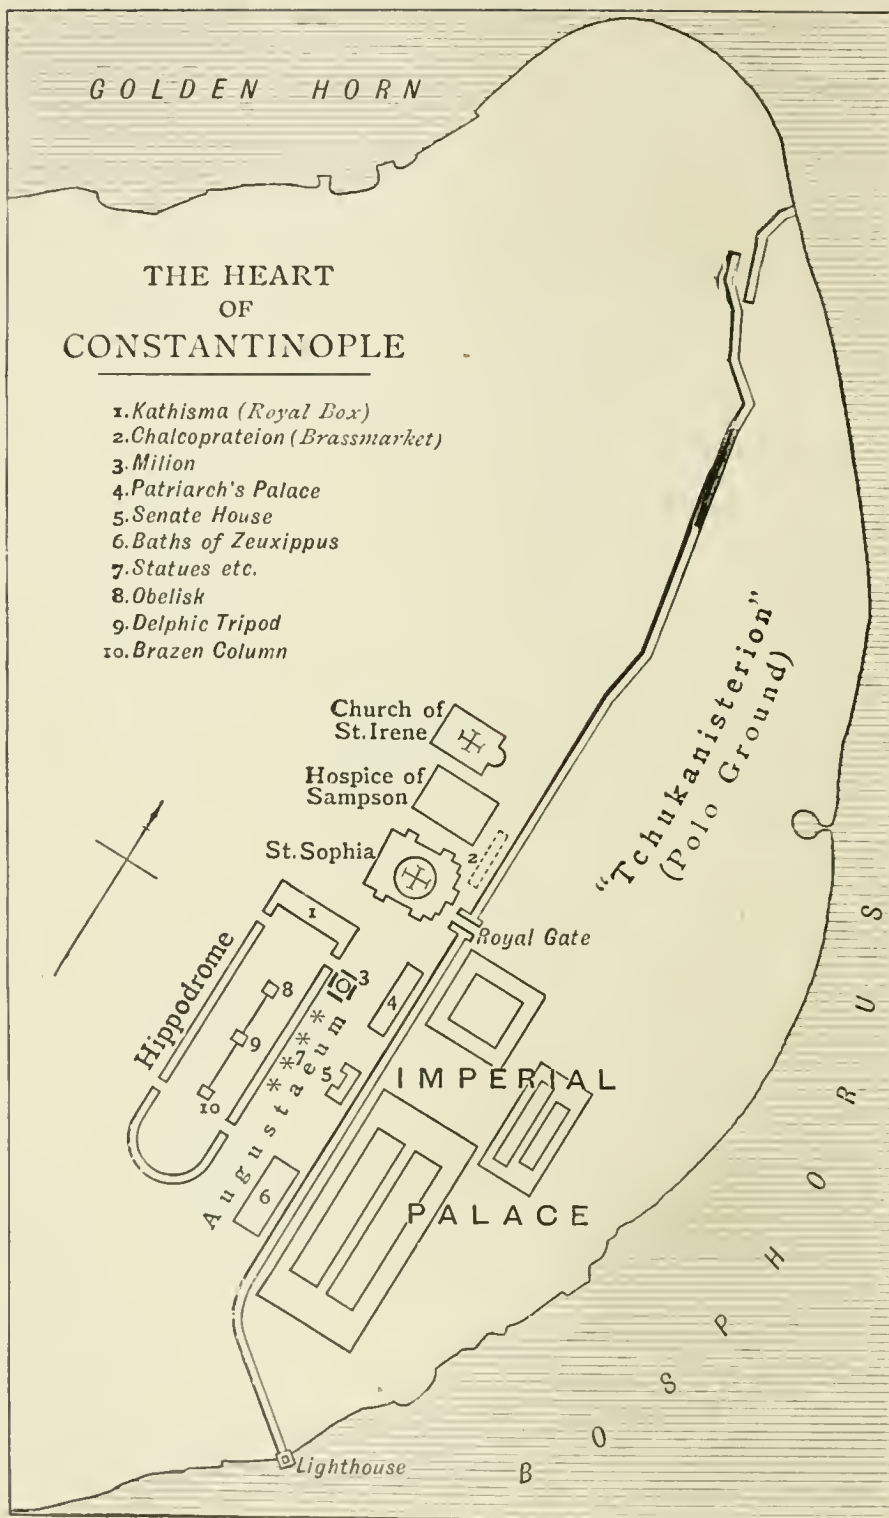 GOLDEN HORN
THE HEART
OF
CONSTANTINOPLE
1. Kathisma (Royal Box)
2. Chalcoprateion (Brassmarket)
3. Milion
4. Patriarch's Palace
5. Senate House
6. Baths of Zeuxippus
7. Statues etc.
8. Obelisk
9. Delphic Tripod
10. Brazen Column
Church of
St. Irene
Hospice of
Sampson
St. Sophia
2
"Tchukanisterion"
(Polo Ground)
1
Royal Gate
Hippodrome
3
8
4
9
7
5
10
Augustaeum
6
IMPERIAL
PALACE
BOSPHORUS
Lighthouse